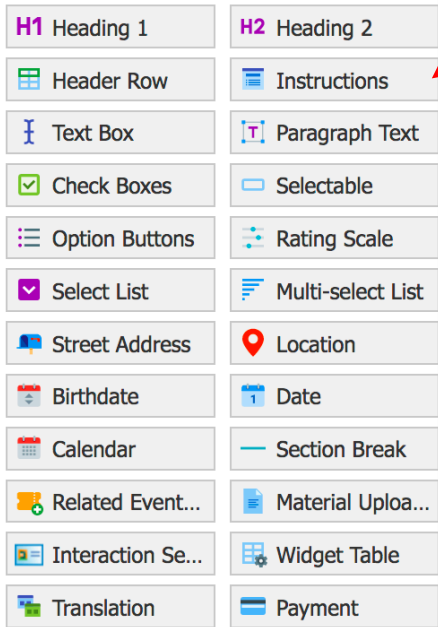 H1 Heading 1
H2 Heading 2
Header Row
Instructions
Text Box
T Paragraph Text
Check Boxes
Selectable
Option Buttons
Rating Scale
Select List
Multi-select List
Street Address
Location
Birthdate
1 Date
Calendar
Section Break
Related Event...
Material Uploa...
Interaction Se...
Widget Table
Translation
Payment